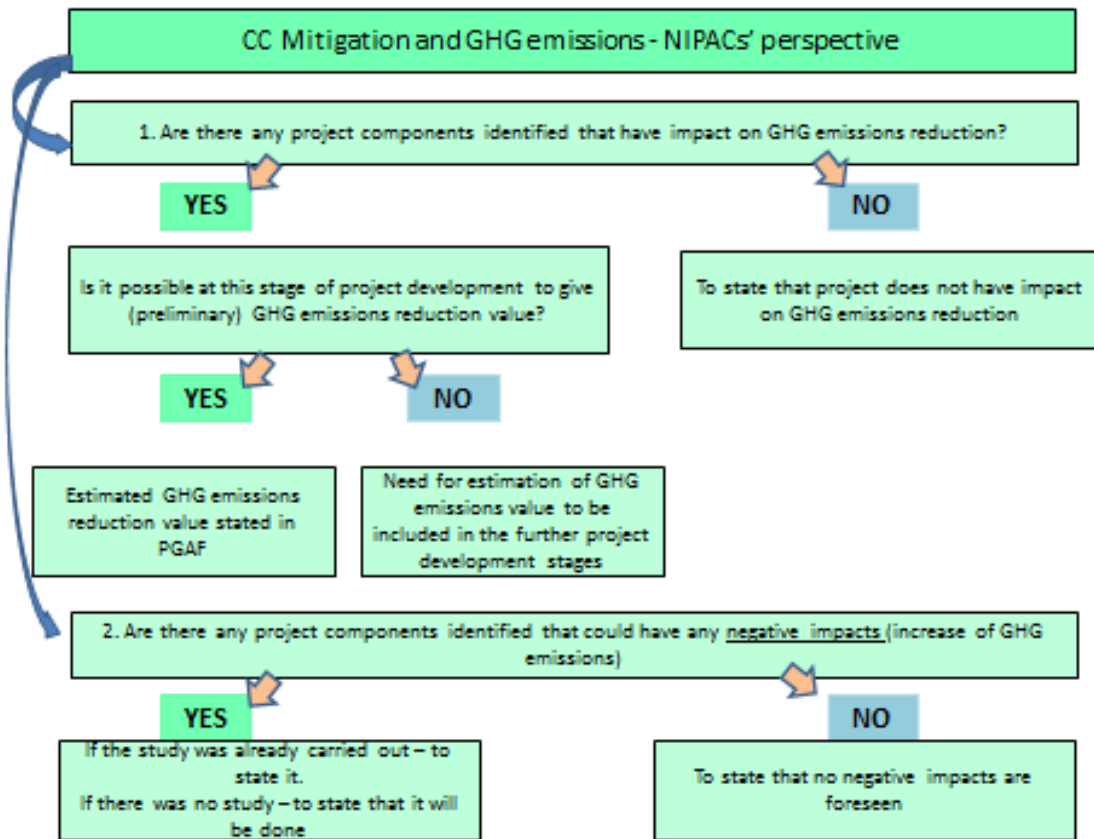 CC Mitigation and GHG emissions - NIPACs' perspective
1. Are there any project components identified that have impact on GHG emissions reduction?
YES
NO
Is it possible at this stage of project development to give
(preliminary) GHG emissions reduction value?
To state that project does not have impact
on GHG emissions reduction
YES
NO
Estimated GHG emissions
reduction value stated in
PGAF
Need for estimation of GHG
emissions value to be
included in the further project
development stages
2. Are there any project components identified that could have any negative impacts (increase of GHG
emissions)
YES
NO
If the study was already carried out – to
state it.
If there was no study – to state that it will
be done
To state that no negative impacts are
foreseen